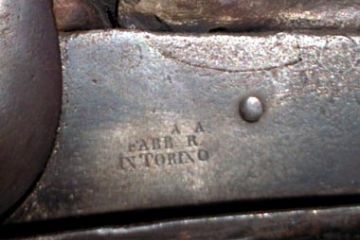 A A
FABB R.
IN TORINO